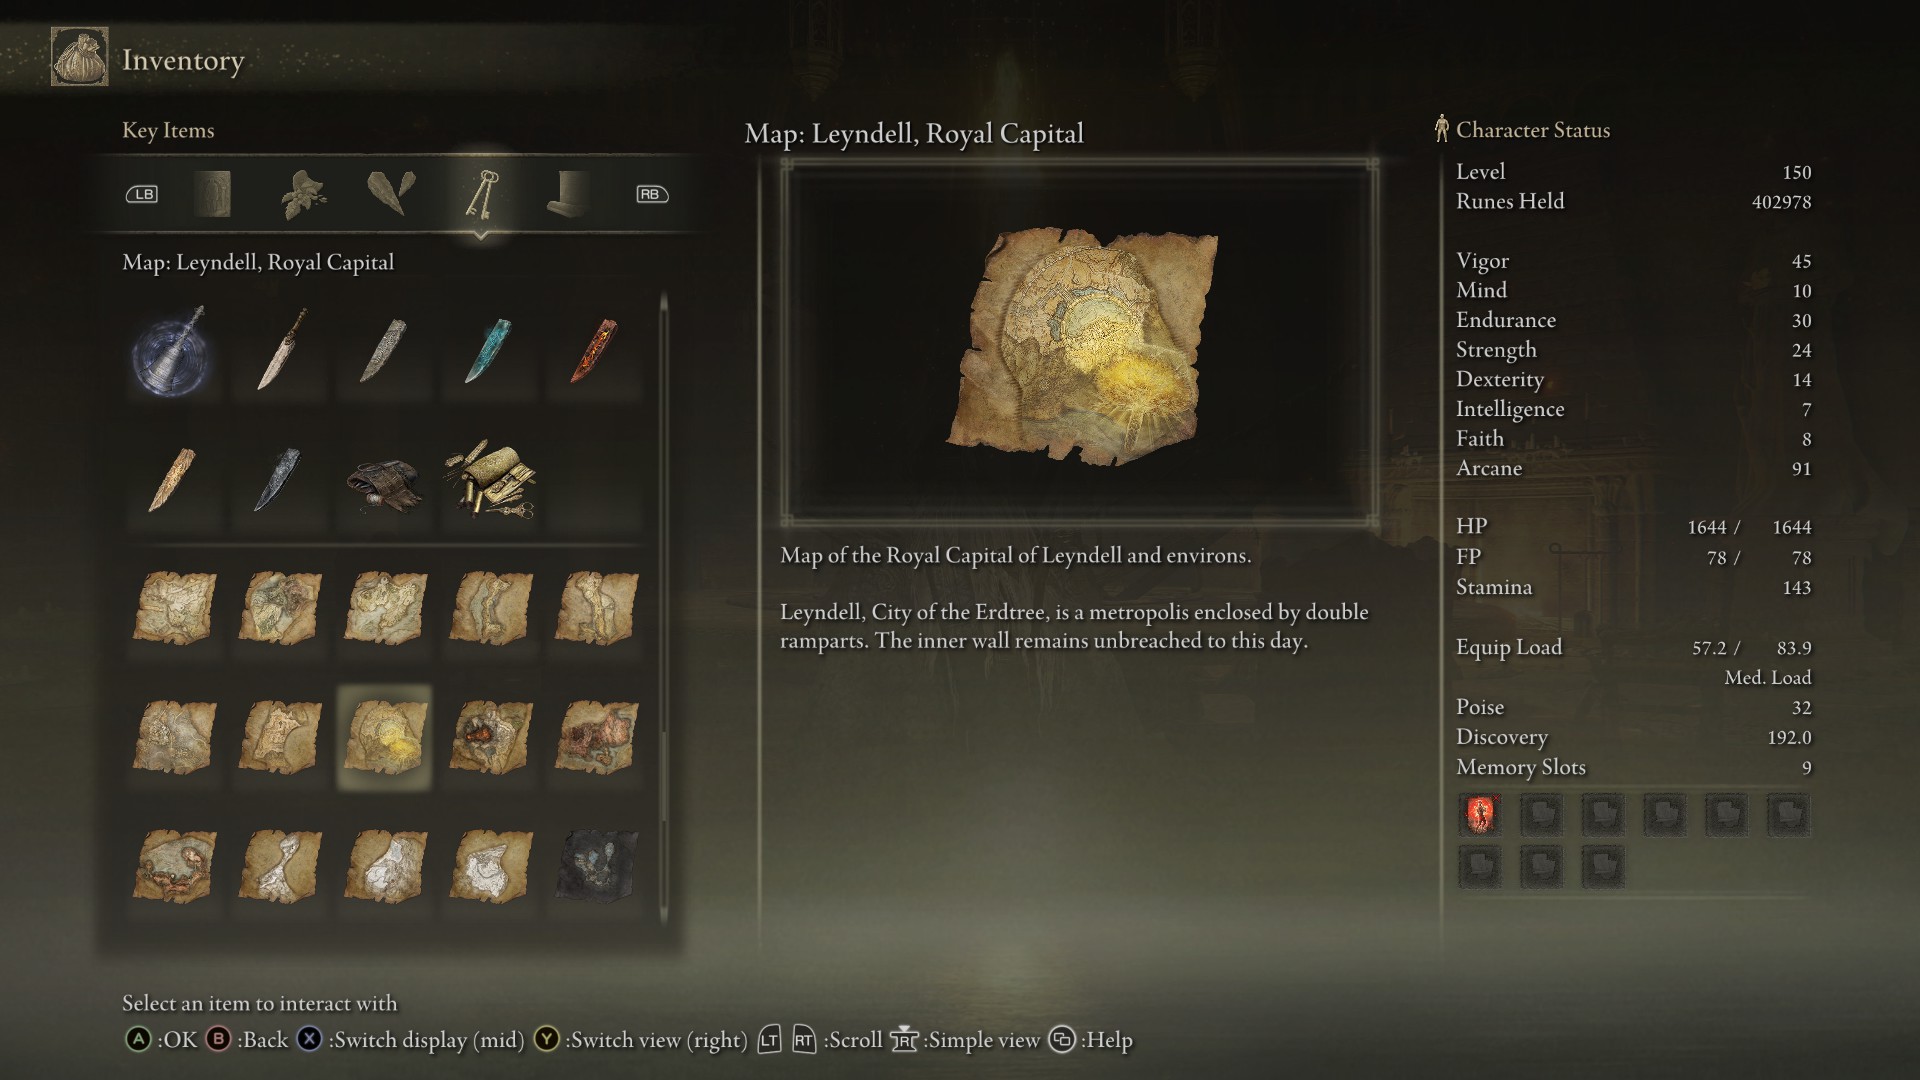 Inventory
Key Items
LB
RB
Map: Leyndell, Royal Capital
Map: Leyndell, Royal Capital
Map of the Royal Capital of Leyndell and environs.
Leyndell, City of the Erdtree, is a metropolis enclosed by double
ramparts. The inner wall remains unbreached to this day.
Character Status
Level 150
Runes Held 402978
Vigor 45
Mind 10
Endurance 30
Strength 24
Dexterity 14
Intelligence 7
Faith 8
Arcane 91
HP 1644 / 1644
FP 78 / 78
Stamina 143
Equip Load 57.2 / 83.9
Med. Load
Poise 32
Discovery 192.0
Memory Slots 9
Select an item to interact with
A :OK B :Back X :Switch display (mid) Y :Switch view (right) LT RT :Scroll R :Simple view :Help